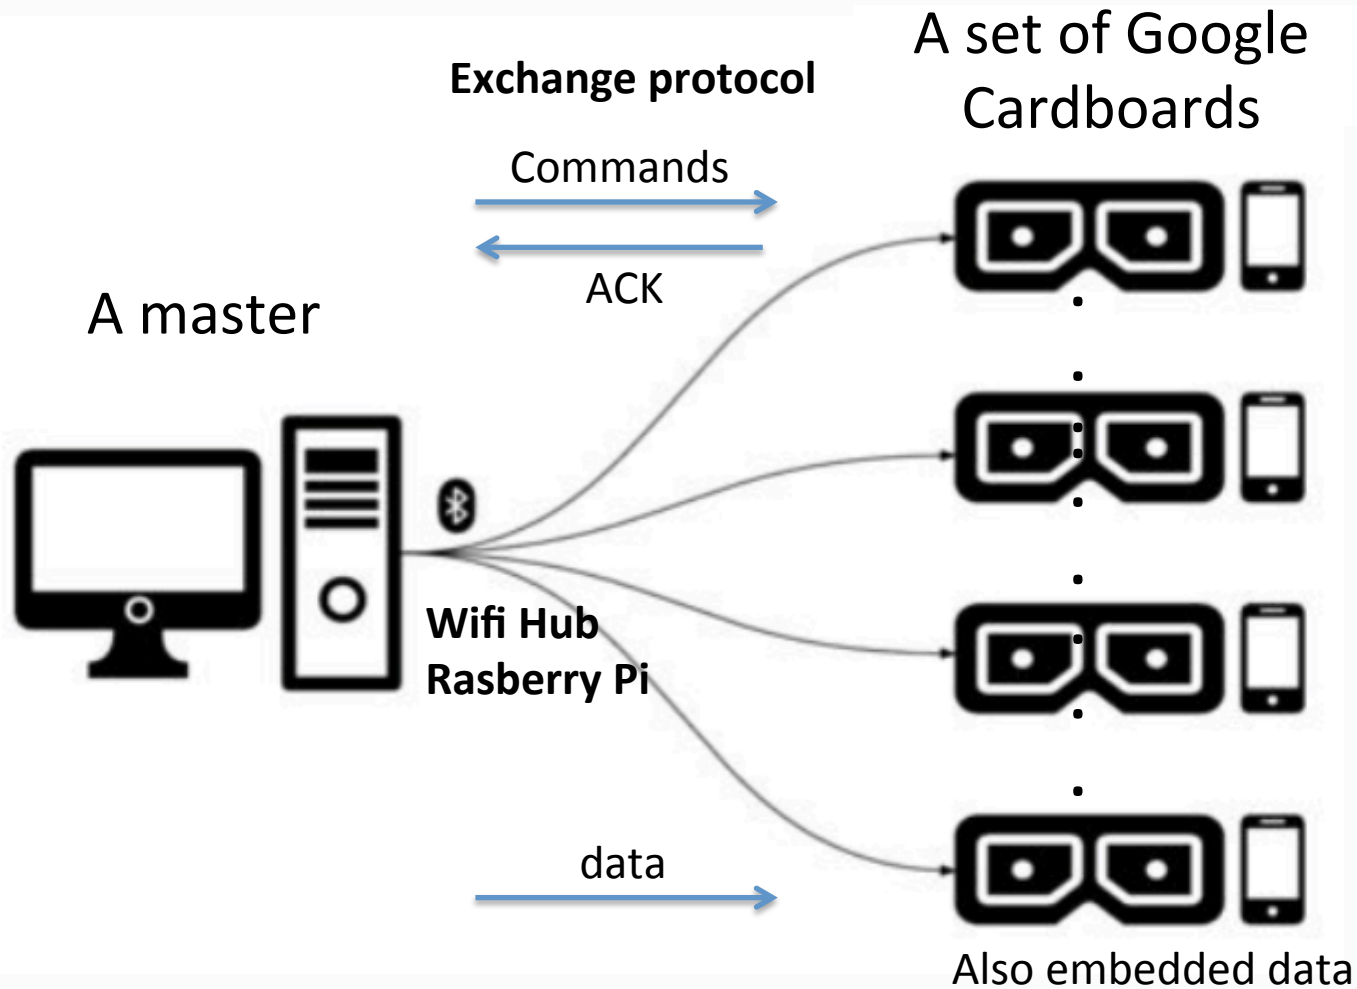 A set of Google
Cardboards
Exchange protocol
Commands
ACK
A master
Wifi Hub
Rasberry Pi
data
Also embedded data